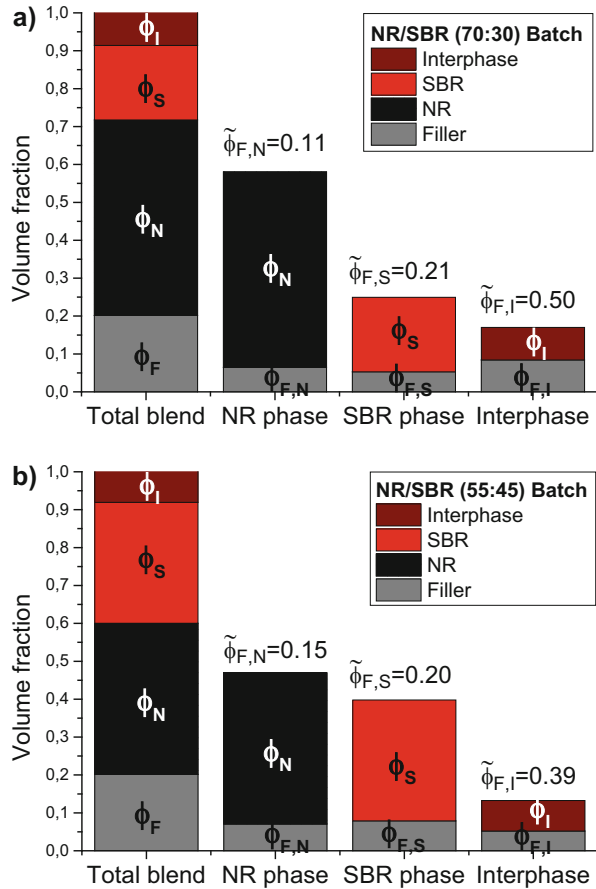 a)
1,0
0,9
0,8
0,7
0,6
0,5
0,4
0,3
0,2
0,1
0,0
Volume fraction
NR/SBR (70:30) Batch
Interphase
SBR
NR
Filler
ϕI
ϕS
ϕN
ϕF
ϕ̃F,N=0.11
ϕN
ϕF,N
ϕ̃F,S=0.21
ϕS
ϕF,S
ϕ̃F,I=0.50
ϕI
ϕF,I
Total blend NR phase SBR phase Interphase
b)
1,0
0,9
0,8
0,7
0,6
0,5
0,4
0,3
0,2
0,1
0,0
Volume fraction
NR/SBR (55:45) Batch
Interphase
SBR
NR
Filler
ϕI
ϕS
ϕN
ϕF
ϕ̃F,N=0.15
ϕN
ϕF,N
ϕ̃F,S=0.20
ϕS
ϕF,S
ϕ̃F,I=0.39
ϕI
ϕF,I
Total blend NR phase SBR phase Interphase